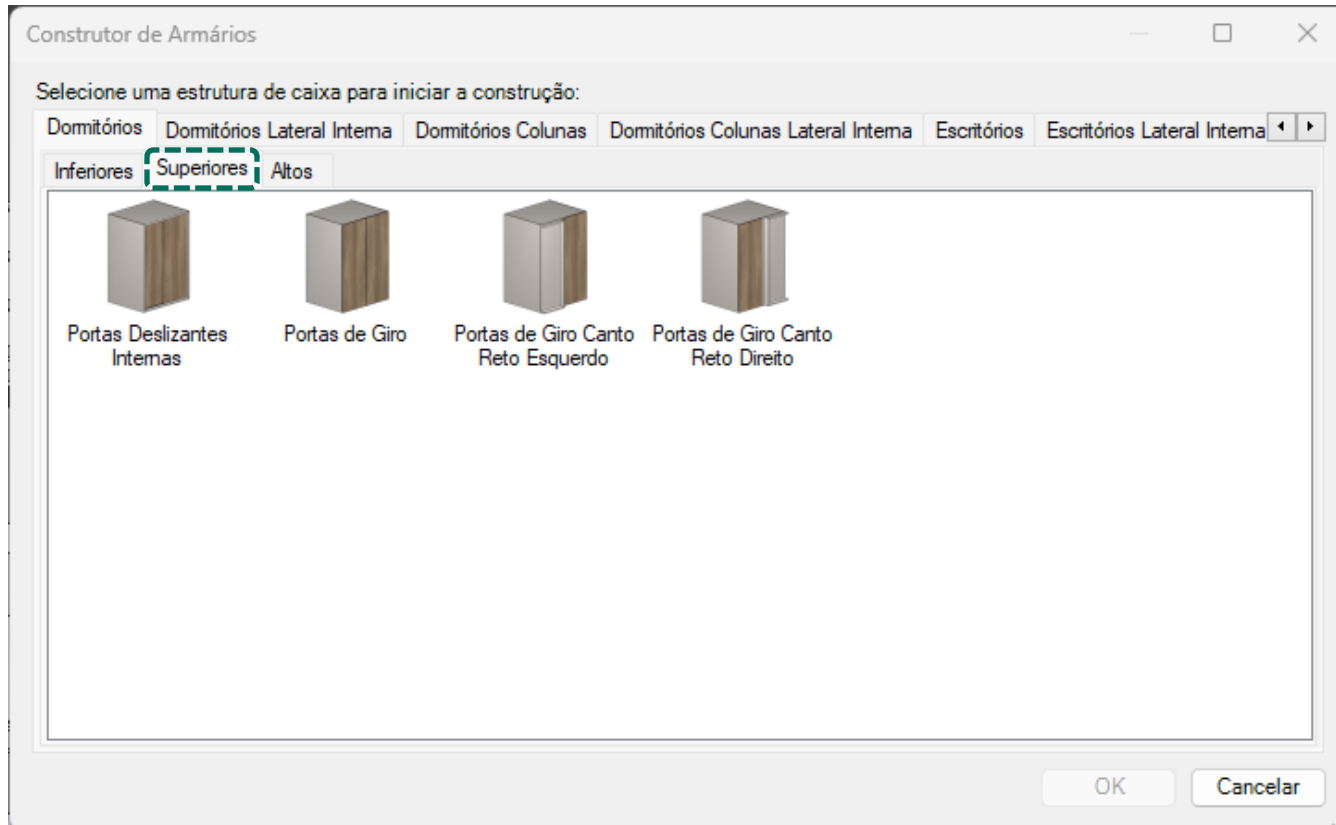 Construtor de Armários
Selecione uma estrutura de caixa para iniciar a construção:
Dormitórios Dormitórios Lateral Interna Dormitórios Colunas Dormitórios Colunas Lateral Interna Escritórios Escritórios Lateral Interna
Inferiores Superiores Altos
Portas Deslizantes Internas
Portas de Giro
Portas de Giro Canto Reto Esquerdo
Portas de Giro Canto Reto Direito
OK Cancelar